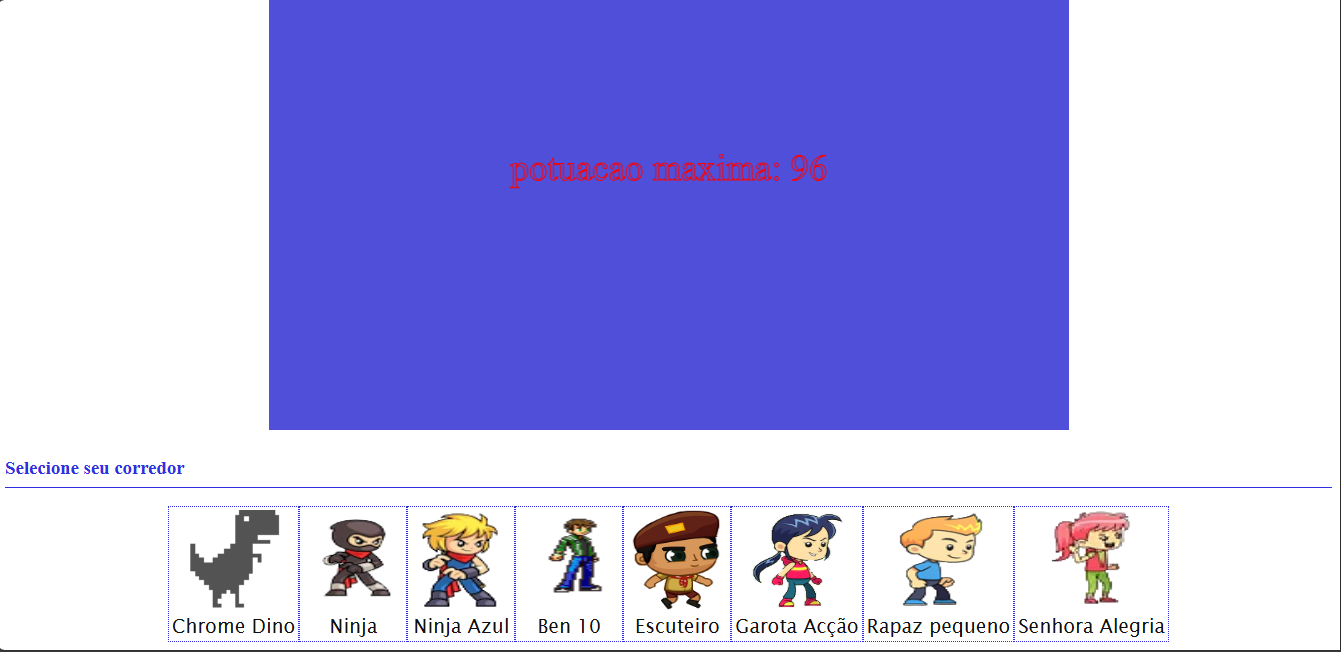 potuacao maxima: 96
Selecione seu corredor
Chrome Dino Ninja Ninja Azul Ben 10 Escuteiro Garota Acção Rapaz pequeno Senhora Alegria